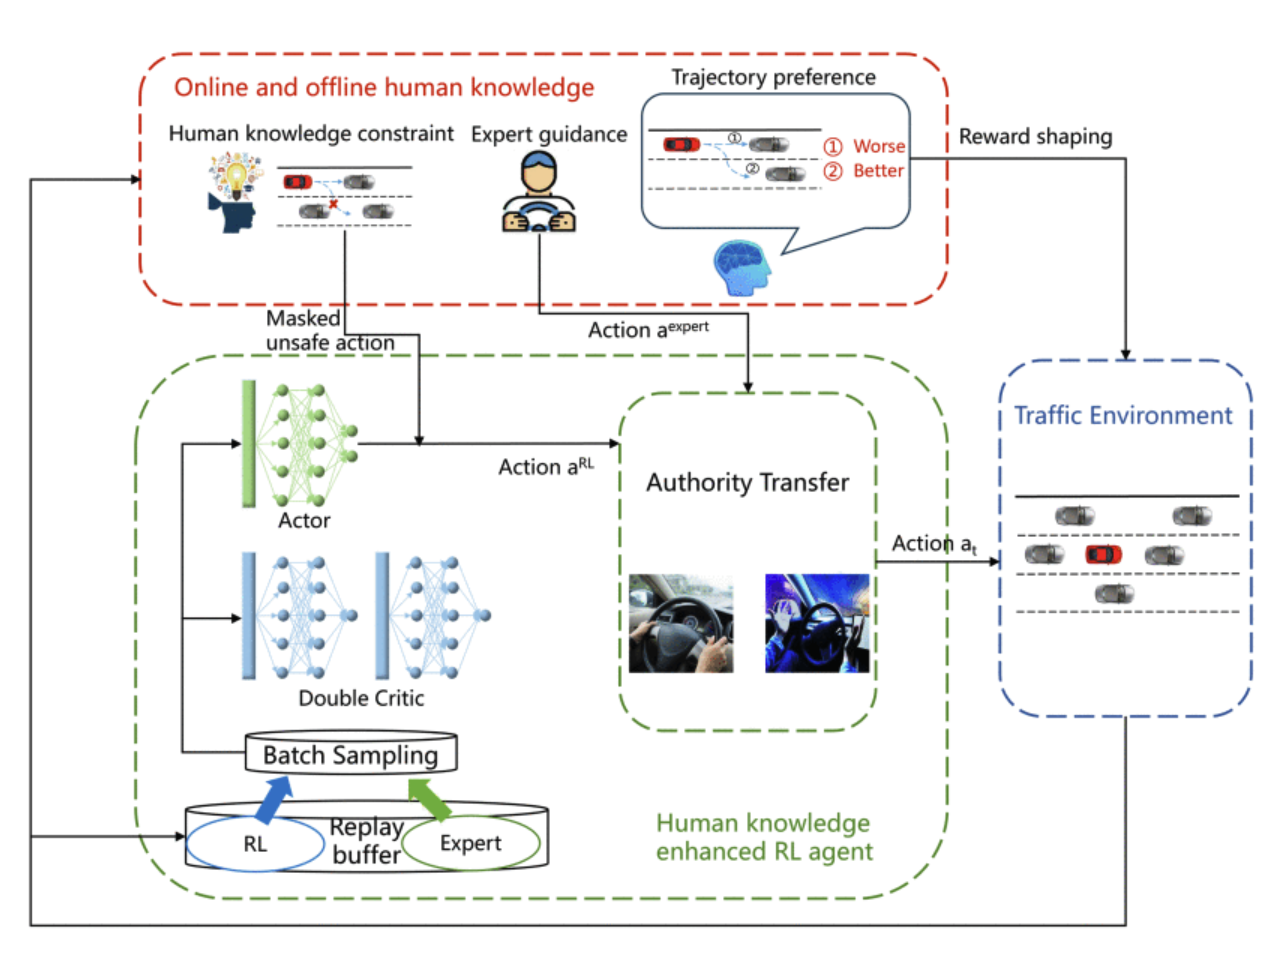 Online and offline human knowledge
Trajectory preference
Human knowledge constraint
Expert guidance
① Worse
② Better
①
②
Reward shaping
Masked
unsafe action
Action a^expert
Traffic Environment
Actor
Action a^RL
Authority Transfer
Action a_t
Double Critic
Batch Sampling
RL
Replay
buffer
Expert
Human knowledge
enhanced RL agent